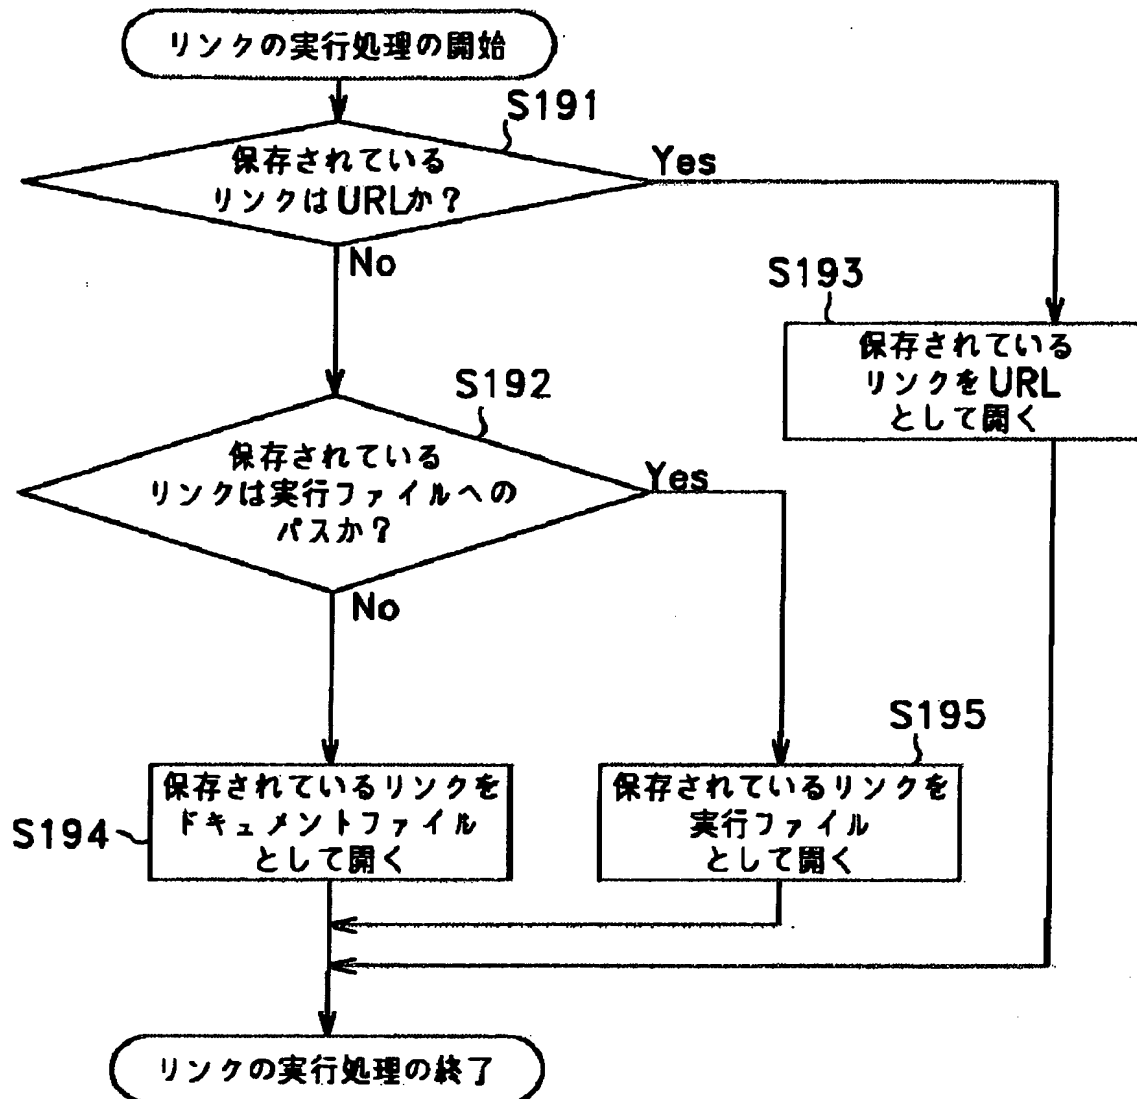 リンクの実行処理の開始
S191
保存されている
リンクはURLか?
Yes
No
S193
保存されている
リンクをURL
として開く
S192
保存されている
リンクは実行ファイルへの
パスか?
Yes
No
S195
保存されているリンクを
ドキュメントファイル
として開く
S194
保存されているリンクを
実行ファイル
として開く
リンクの実行処理の終了